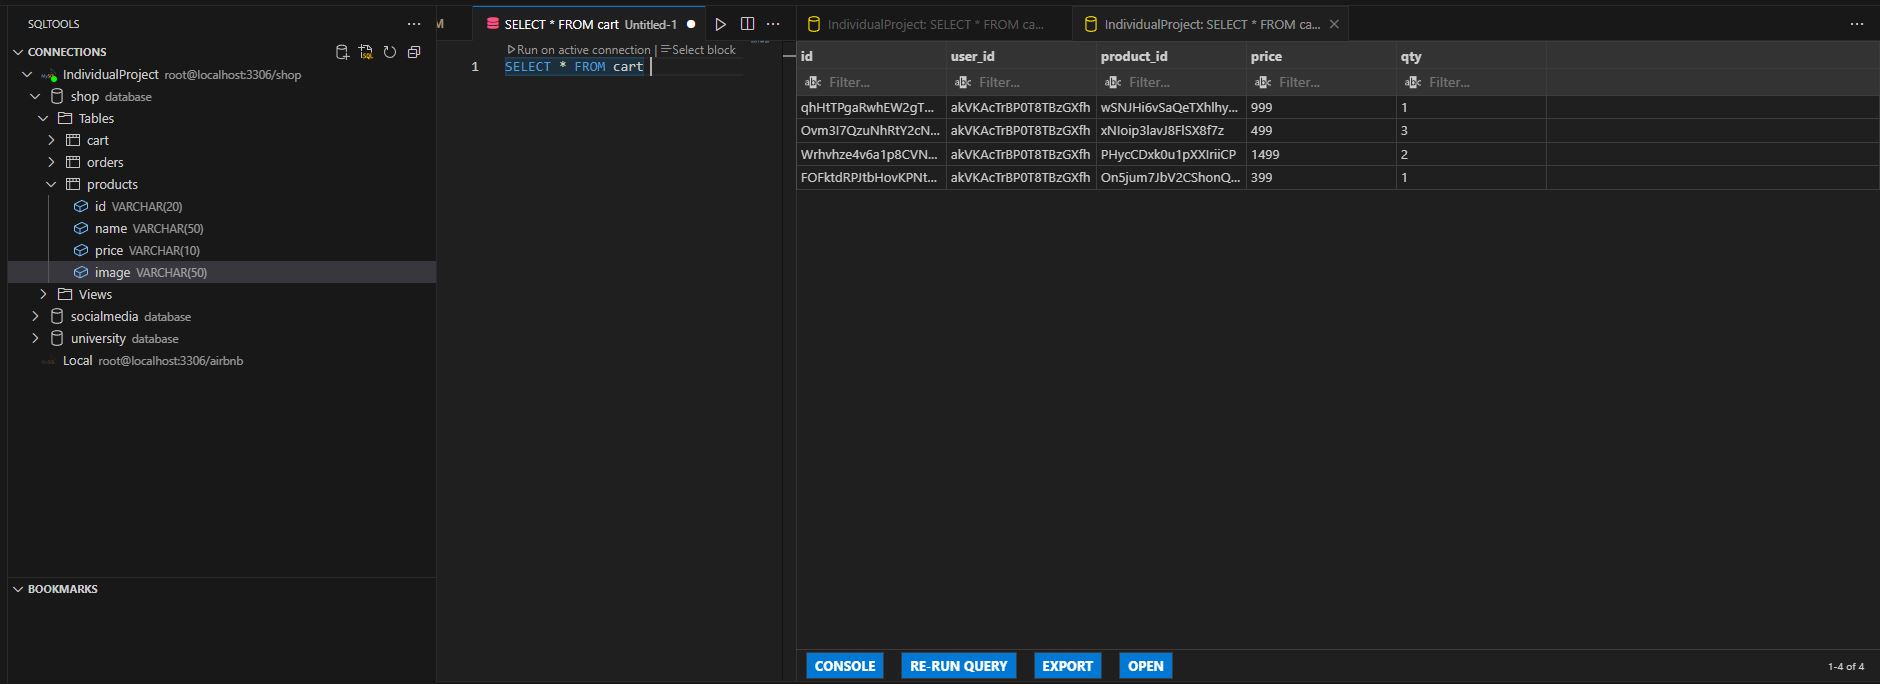 SQLTOOLS
CONNECTIONS
IndividualProject root@localhost:3306/shop
shop database
Tables
cart
orders
products
id VARCHAR(20)
name VARCHAR(50)
price VARCHAR(10)
image VARCHAR(50)
Views
socialmedia database
university database
Local root@localhost:3306/airbnb
BOOKMARKS
M
SELECT * FROM cart Untitled-1
Run on active connection | Select block
1 SELECT * FROM cart
IndividualProject: SELECT * FROM ca...
IndividualProject: SELECT * FROM ca...
id user_id product_id price qty
Filter... Filter... Filter... Filter... Filter...
qhHtTPgaRwhEW2gT... akVKAcTrBP0T8TBzGXfh wSNJHi6vSaQeTXhlhy... 999 1
Ovm3I7QzuNhRtY2cN... akVKAcTrBP0T8TBzGXfh xNIoip3lavJ8FlSX8f7z 499 3
Wrhvhze4v6a1p8CVN... akVKAcTrBP0T8TBzGXfh PHycCDxk0u1pXXIriiCP 1499 2
FOFktdRPJtbHovKPNt... akVKAcTrBP0T8TBzGXfh On5jum7JbV2CShonQ... 399 1
CONSOLE RE-RUN QUERY EXPORT OPEN
1-4 of 4